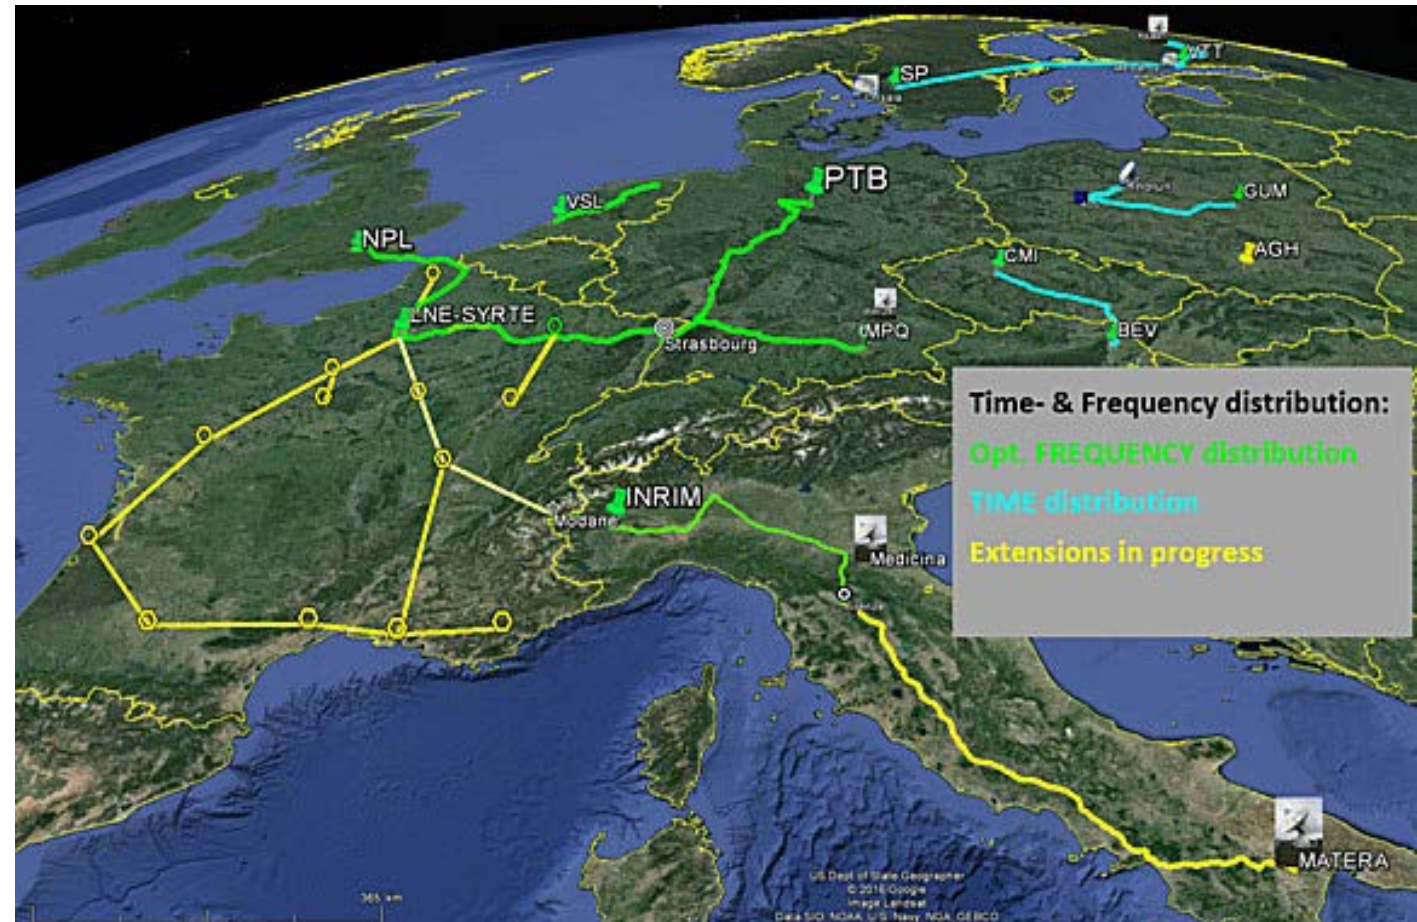 SP
VTT
PTB
VSL
GUM
NPL
AGH
CMI
LNE-SYRTE
MPQ
BEV
Strasbourg
Time- & Frequency distribution:
Opt. FREQUENCY distribution
TIME distribution
Extensions in progress
INRIM
Modane
Medicina
MATERA
US Dept of State Geographer
© 2016 Google
Image Landsat
Data SIO, NOAA, U.S. Navy, NGA, GEBCO
365 km